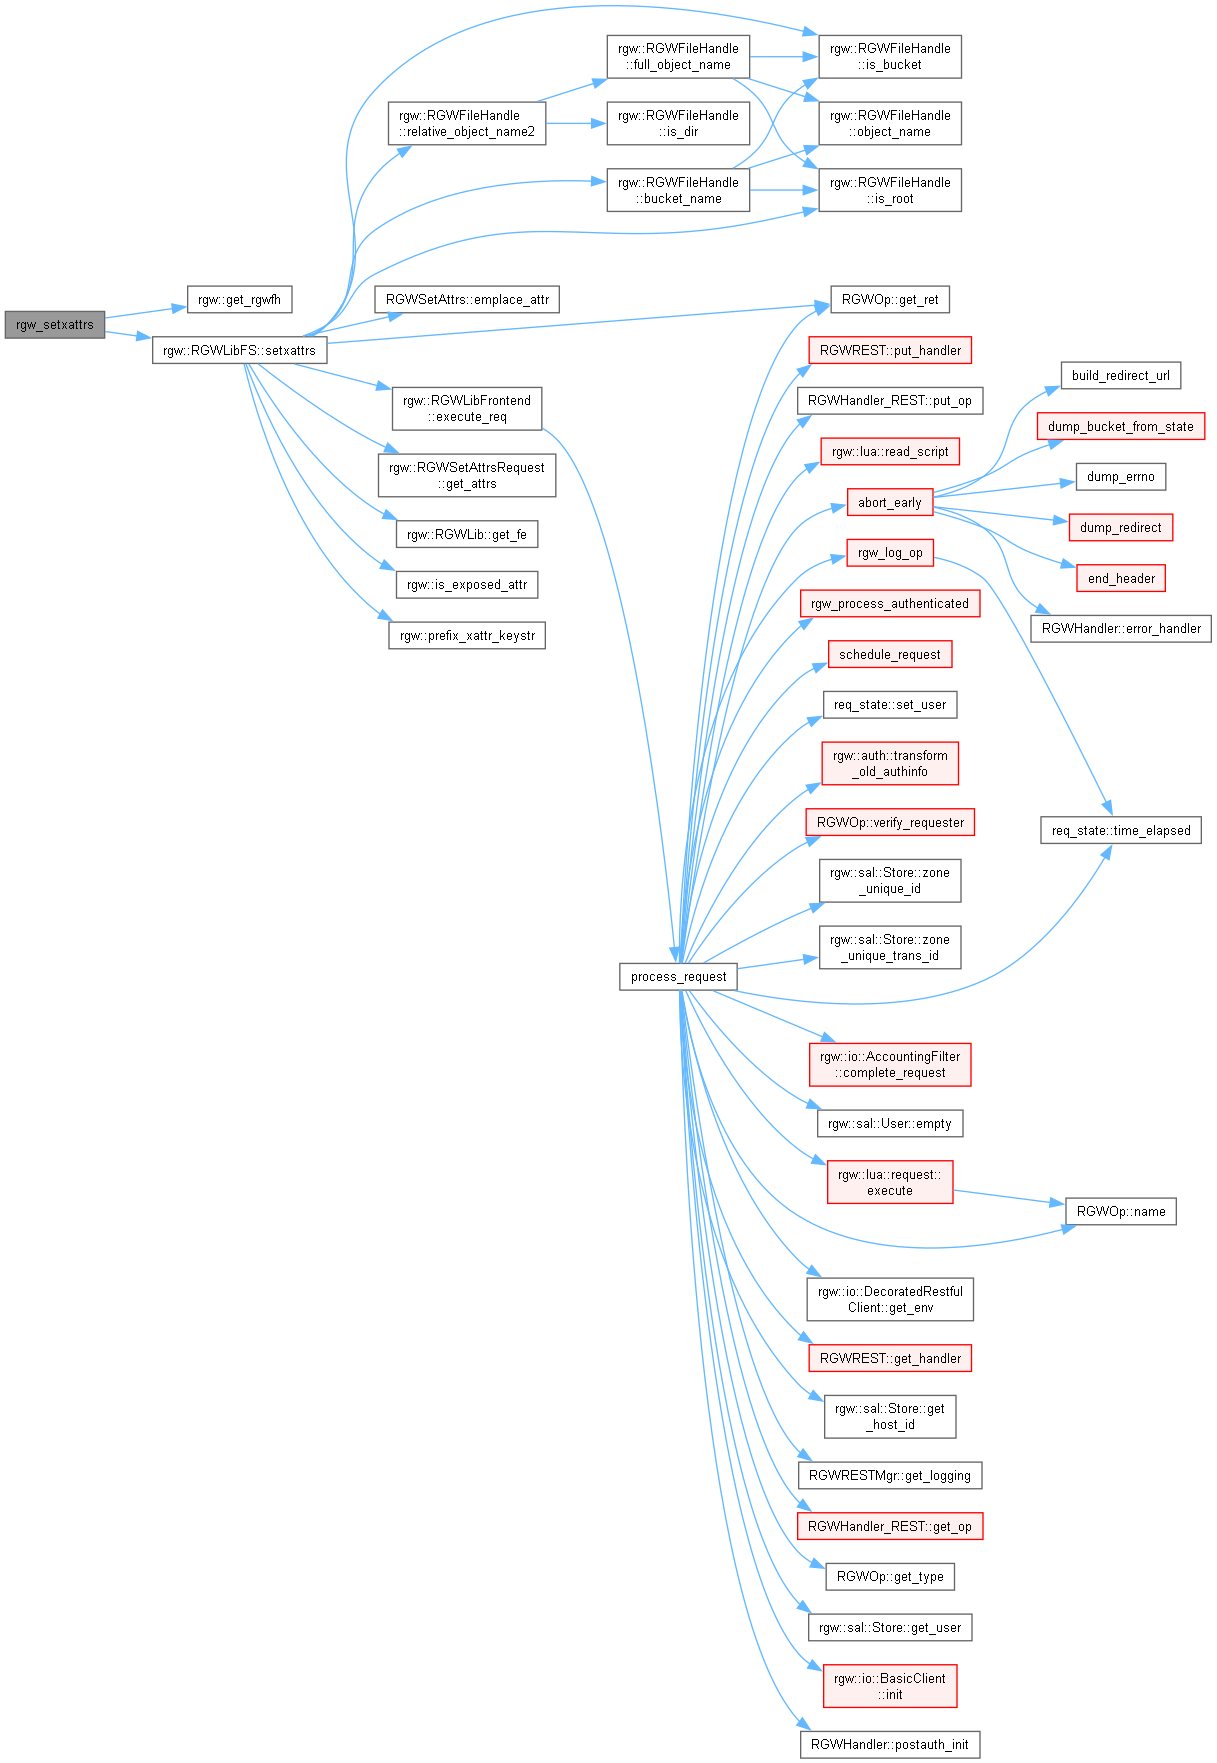 rgw_setxattrs
rgw::get_rgwfh
rgw::RGWLibFS::setxattrs
rgw::RGWFileHandle
::relative_object_name2
RGWSetAttrs::emplace_attr
rgw::RGWLibFrontend
::execute_req
rgw::RGWSetAttrsRequest
::get_attrs
rgw::RGWLib::get_fe
rgw::is_exposed_attr
rgw::prefix_xattr_keystr
rgw::RGWFileHandle
::full_object_name
rgw::RGWFileHandle
::is_dir
rgw::RGWFileHandle
::bucket_name
process_request
rgw::RGWFileHandle
::is_bucket
rgw::RGWFileHandle
::object_name
rgw::RGWFileHandle
::is_root
RGWOp::get_ret
RGWREST::put_handler
RGWHandler_REST::put_op
rgw::lua::read_script
abort_early
rgw_log_op
rgw_process_authenticated
schedule_request
req_state::set_user
rgw::auth::transform
_old_authinfo
RGWOp::verify_requester
rgw::sal::Store::zone
_unique_id
rgw::sal::Store::zone
_unique_trans_id
rgw::io::AccountingFilter
::complete_request
rgw::sal::User::empty
rgw::lua::request::
execute
rgw::io::DecoratedRestful
Client::get_env
RGWREST::get_handler
rgw::sal::Store::get
_host_id
RGWRESTMgr::get_logging
RGWHandler_REST::get_op
RGWOp::get_type
rgw::sal::Store::get_user
rgw::io::BasicClient
::init
RGWHandler::postauth_init
build_redirect_url
dump_bucket_from_state
dump_errno
dump_redirect
end_header
RGWHandler::error_handler
req_state::time_elapsed
RGWOp::name